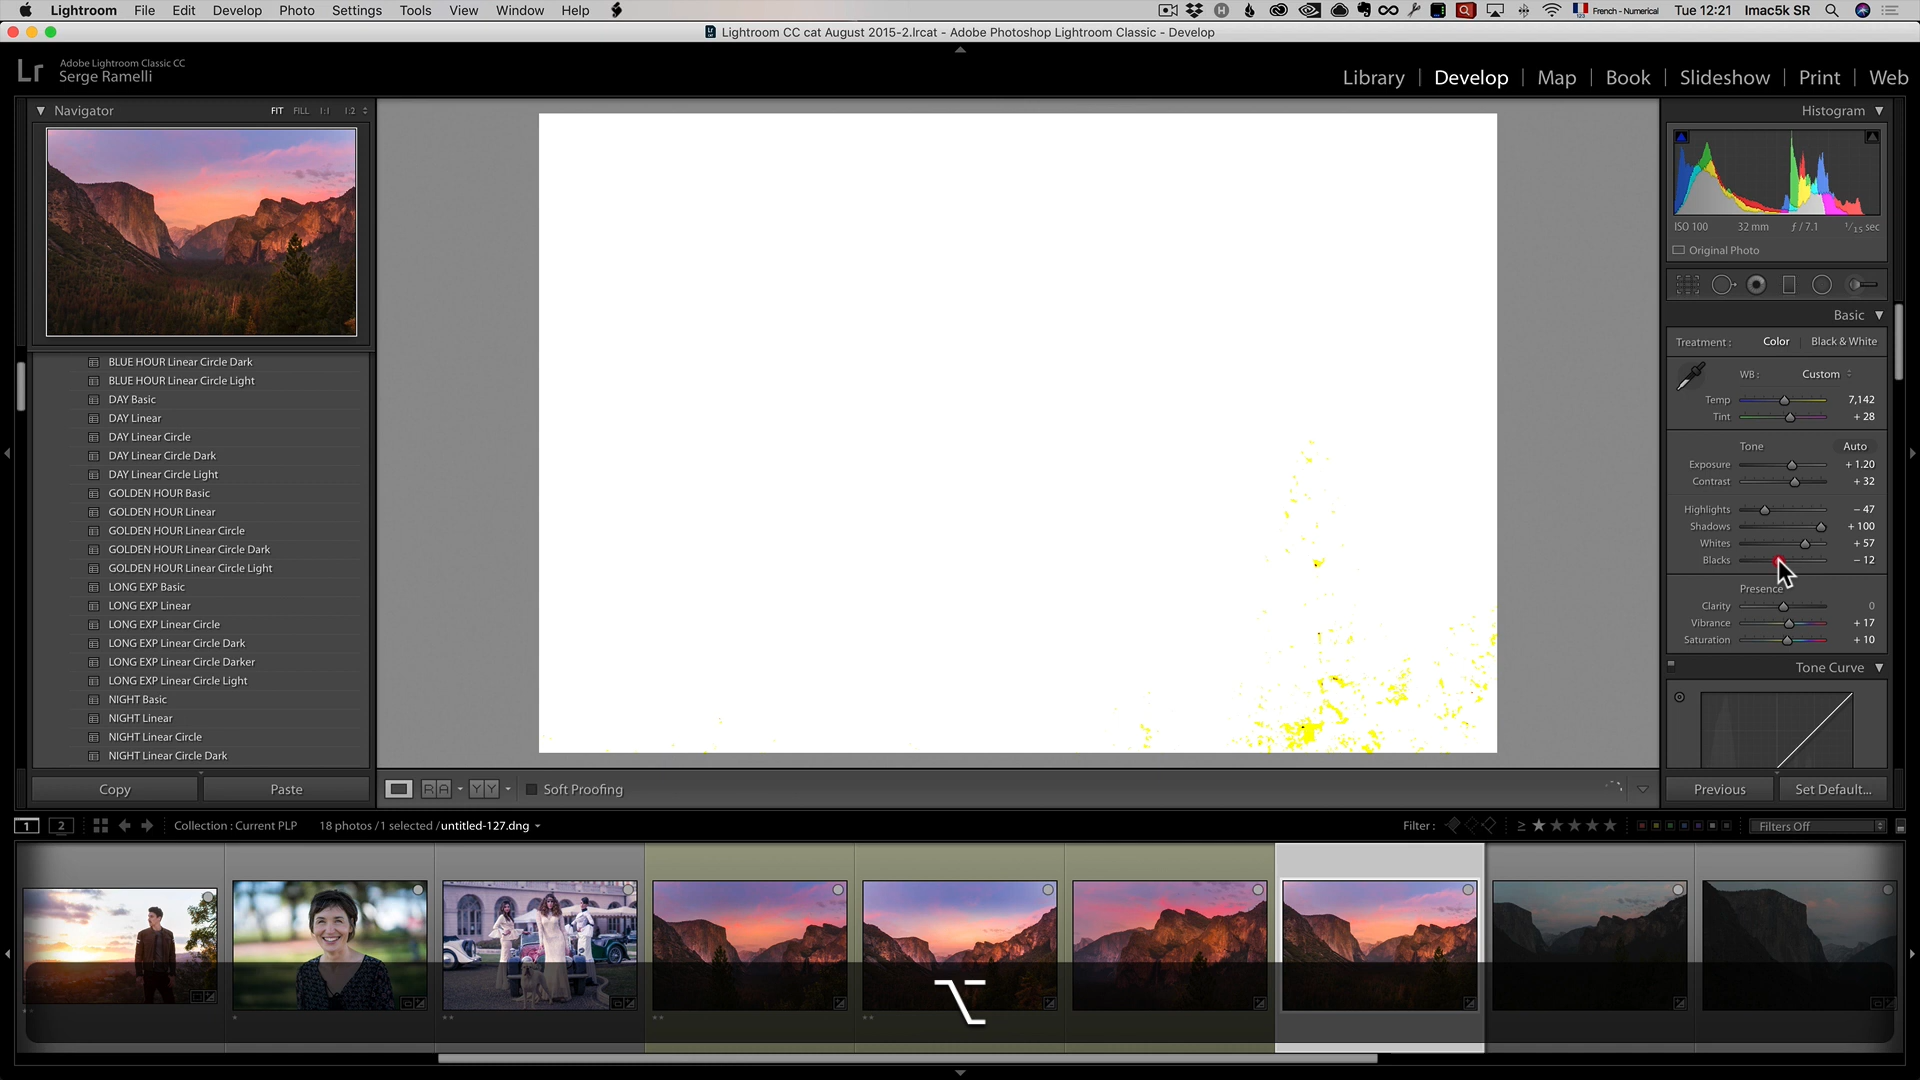 Lightroom File Edit Develop Photo Settings Tools View Window Help
French - Numerical Tue 12:21 Imac5k SR
Lightroom CC cat August 2015-2.lrcat - Adobe Photoshop Lightroom Classic - Develop
Lr Adobe Lightroom Classic CC
Serge Ramelli
Library | Develop | Map | Book | Slideshow | Print | Web
Navigator FIT FILL 1:1 1:2
Histogram
ISO 100 32 mm ƒ / 7.1 1/15 sec
Original Photo
Basic
Treatment : Color | Black & White
WB : Custom
Temp 7,142
Tint + 28
Tone Auto
Exposure + 1.20
Contrast + 32
Highlights – 47
Shadows + 100
Whites + 57
Blacks – 12
Presence
Clarity 0
Vibrance + 17
Saturation + 10
Tone Curve
BLUE HOUR Linear Circle Dark
BLUE HOUR Linear Circle Light
DAY Basic
DAY Linear
DAY Linear Circle
DAY Linear Circle Dark
DAY Linear Circle Light
GOLDEN HOUR Basic
GOLDEN HOUR Linear
GOLDEN HOUR Linear Circle
GOLDEN HOUR Linear Circle Dark
GOLDEN HOUR Linear Circle Light
LONG EXP Basic
LONG EXP Linear
LONG EXP Linear Circle
LONG EXP Linear Circle Dark
LONG EXP Linear Circle Darker
LONG EXP Linear Circle Light
NIGHT Basic
NIGHT Linear
NIGHT Linear Circle
NIGHT Linear Circle Dark
Copy Paste
R A Y Y Soft Proofing
Previous Set Default...
1 2 Collection : Current PLP 18 photos / 1 selected / untitled-127.dng
Filter : ≥ ★ ★ ★ ★ ★ Filters Off
⌥